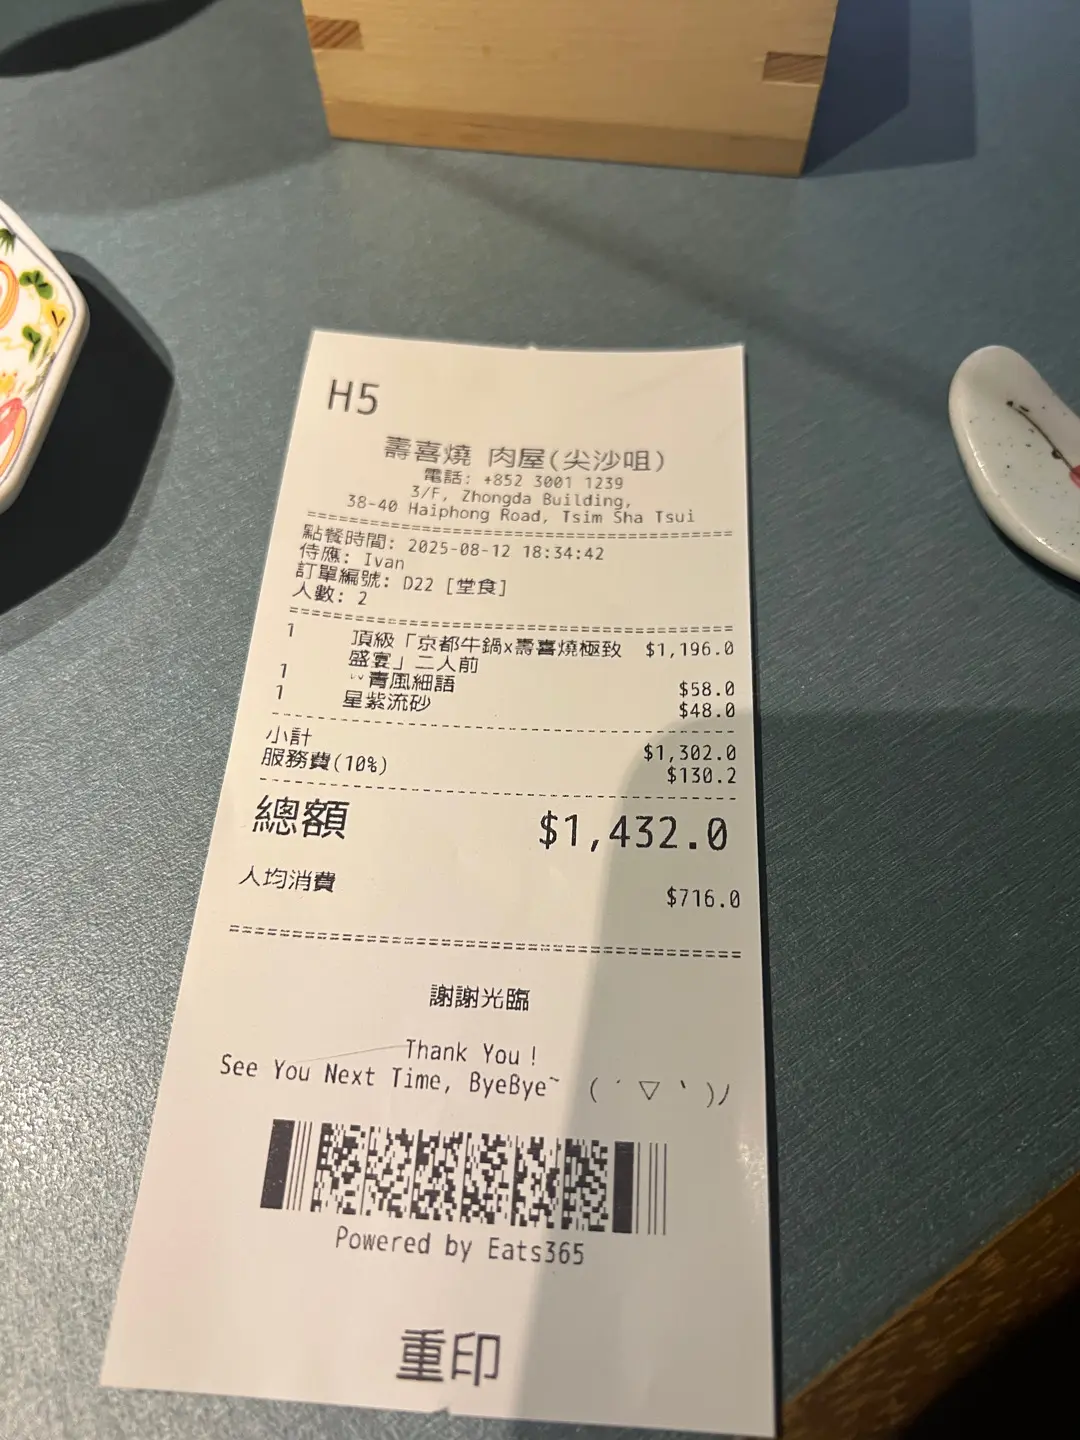 H5
壽喜燒 肉屋(尖沙咀)
電話: +852 3001 1239
3/F, Zhongda Building,
38-40 Haiphong Road, Tsim Sha Tsui
==================================================
點餐時間: 2025-08-12 18:34:42
侍應: Ivan
訂單編號: D22 [堂食]
人數: 2
==================================================
1 頂級「京都牛鍋x壽喜燒極致 $1,196.0
盛宴」二人前
1 青風細語 $58.0
1 星紫流砂 $48.0
小計 $1,302.0
服務費(10%) $130.2
總額 $1,432.0
人均消費 $716.0
==================================================
謝謝光臨
Thank You!
See You Next Time, ByeBye~ ( ´ ▽ ` )ﾉ
Powered by Eats365
重印